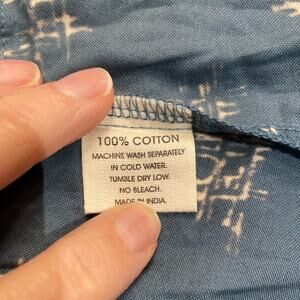 100% COTTON
MACHINE WASH SEPARATELY
IN COLD WATER.
TUMBLE DRY LOW.
NO BLEACH.
MADE IN INDIA.